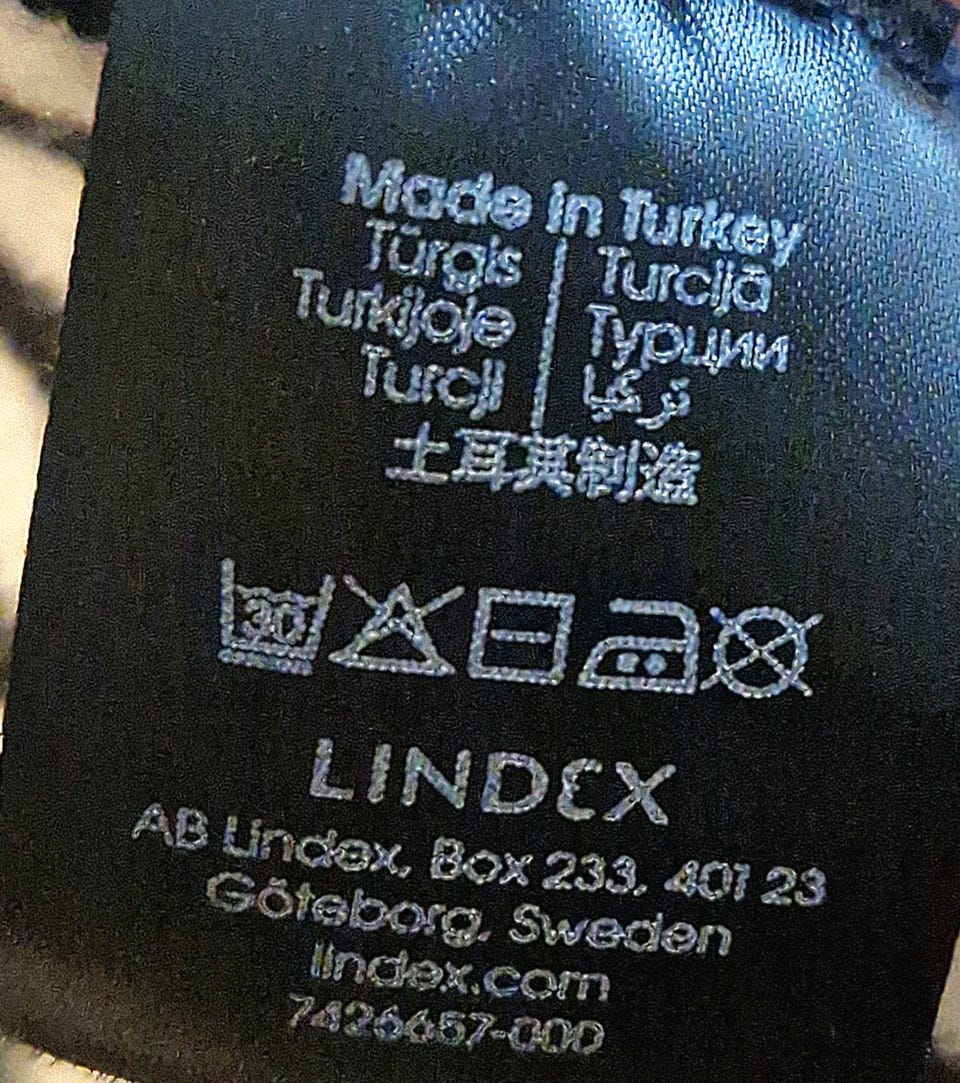 Made in Turkey
Türgis | Turcijā
Turkijoje | Турции
Turcji | تركيا
土耳其制造
30
LINDEX
AB Lindex, Box 233, 401 23
Göteborg, Sweden
lindex.com
7426657-000